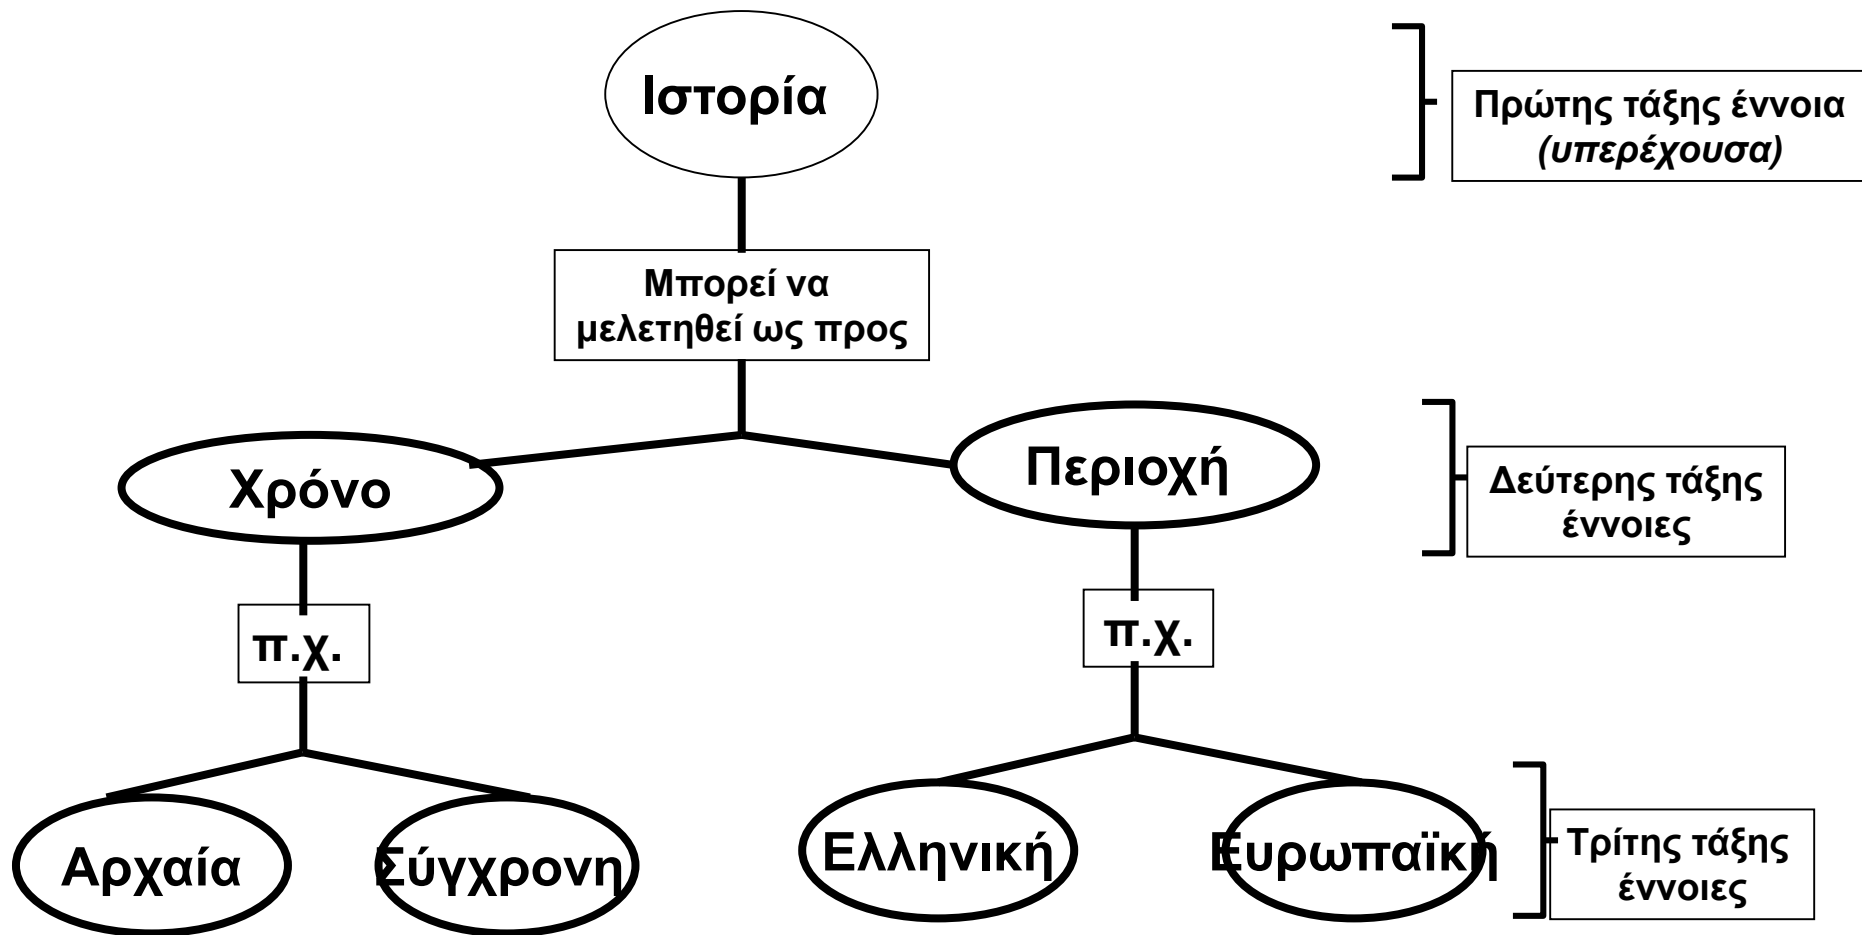 Ιστορία
Πρώτης τάξης έννοια
(υπερέχουσα)
Μπορεί να
μελετηθεί ως προς
Χρόνο
Περιοχή
Δεύτερης τάξης
έννοιες
π.χ.
π.χ.
Αρχαία
Σύγχρονη
Ελληνική
Ευρωπαϊκή
Τρίτης τάξης
έννοιες